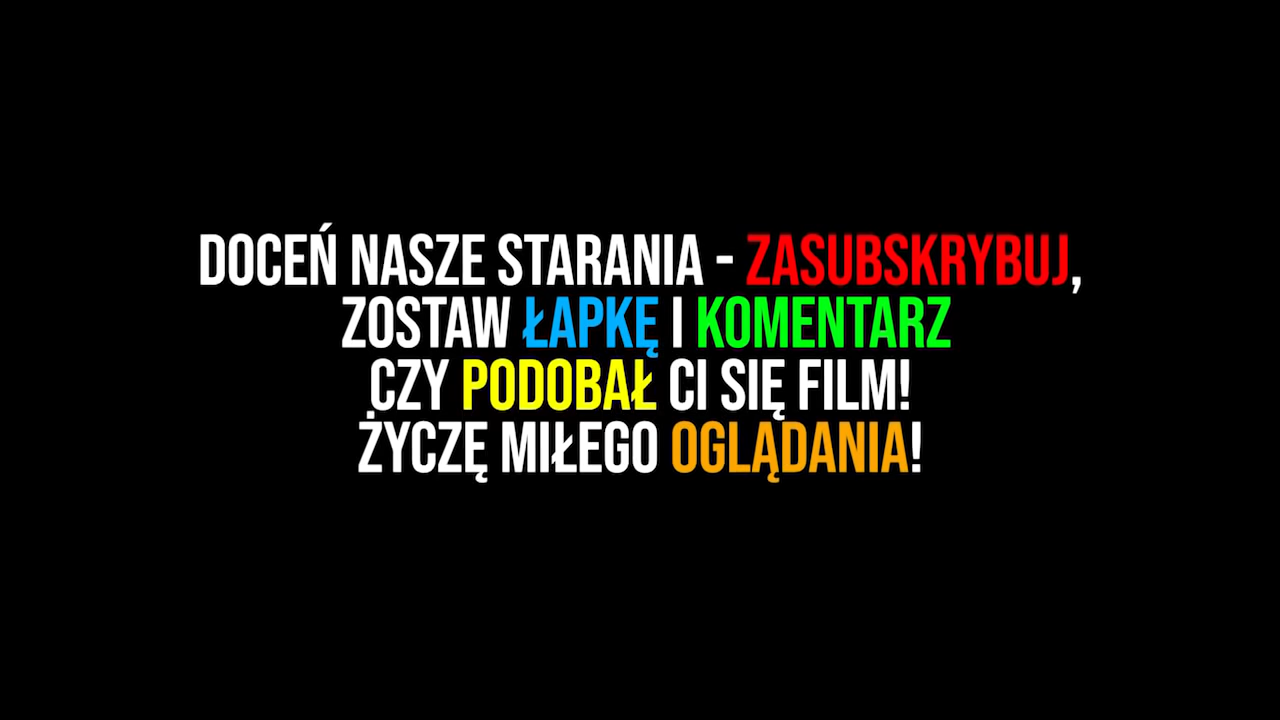 DOCEŃ NASZE STARANIA - ZASUBSKRYBUJ,
ZOSTAW ŁAPKĘ I KOMENTARZ
CZY PODOBAŁ CI SIĘ FILM!
ŻYCZĘ MIŁEGO OGLĄDANIA!